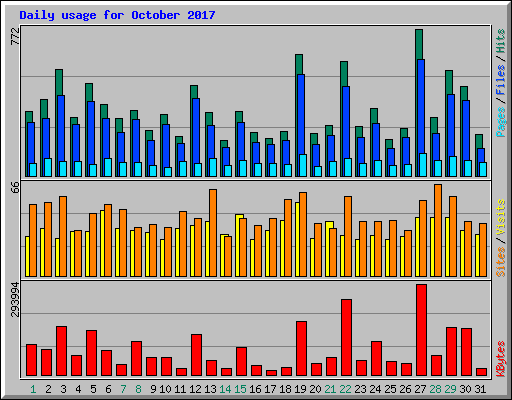 Daily usage for October 2017
772
Pages / Files / Hits
66
Sites / Visits
293994
KBytes
1 2 3 4 5 6 7 8 9 10 11 12 13 14 15 16 17 18 19 20 21 22 23 24 25 26 27 28 29 30 31